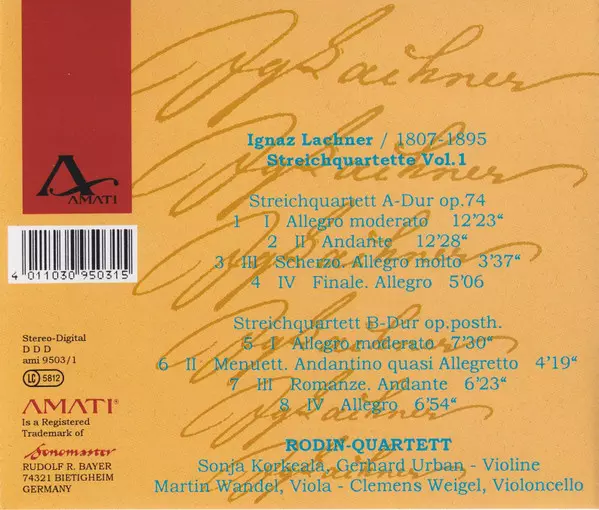 Ignaz Lachner / 1807-1895
Streichquartette Vol.1
Streichquartett A-Dur op.74
1 I Allegro moderato 12'23“
2 II Andante 12'28“
3 III Scherzo. Allegro molto 3'37“
4 IV Finale. Allegro 5'06
Streichquartett B-Dur op.posth.
5 I Allegro moderato 7'30“
6 II Menuett. Andantino quasi Allegretto 4'19“
7 III Romanze. Andante 6'23“
8 IV Allegro 6'54“
RODIN-QUARTETT
Sonja Korkeala, Gerhard Urban - Violine
Martin Wandel, Viola - Clemens Weigel, Violoncello
A
AMATI
4 011030 950315
Stereo-Digital
D D D
ami 9503/1
LC 5812
AMATI®
Is a Registered
Trademark of
Sonomaster
RUDOLF R. BAYER
74321 BIETIGHEIM
GERMANY